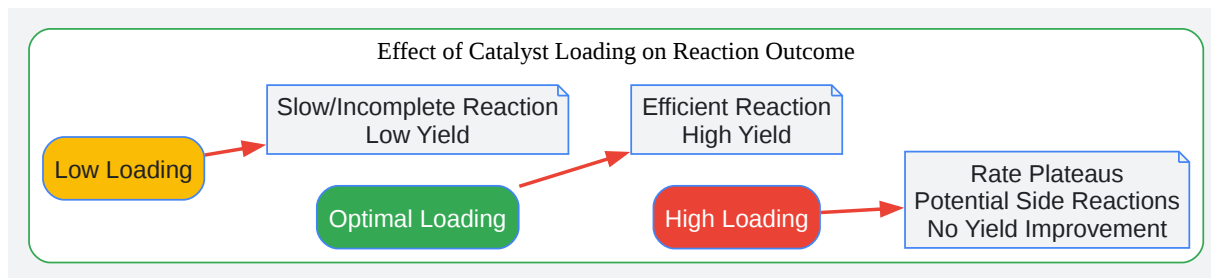 Effect of Catalyst Loading on Reaction Outcome
Low Loading
Slow/Incomplete Reaction
Low Yield
Optimal Loading
Efficient Reaction
High Yield
High Loading
Rate Plateaus
Potential Side Reactions
No Yield Improvement